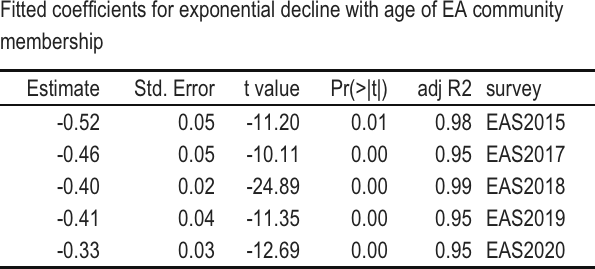 Fitted coefficients for exponential decline with age of EA community
membership
Estimate Std. Error t value Pr(>|t|) adj R2 survey
-0.52 0.05 -11.20 0.01 0.98 EAS2015
-0.46 0.05 -10.11 0.00 0.95 EAS2017
-0.40 0.02 -24.89 0.00 0.99 EAS2018
-0.41 0.04 -11.35 0.00 0.95 EAS2019
-0.33 0.03 -12.69 0.00 0.95 EAS2020